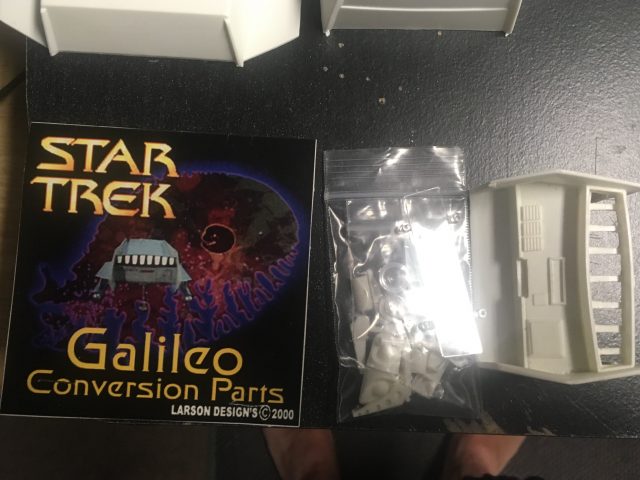 STAR
TREK
Galileo
Conversion Parts
LARSON DESIGN'S © 2000